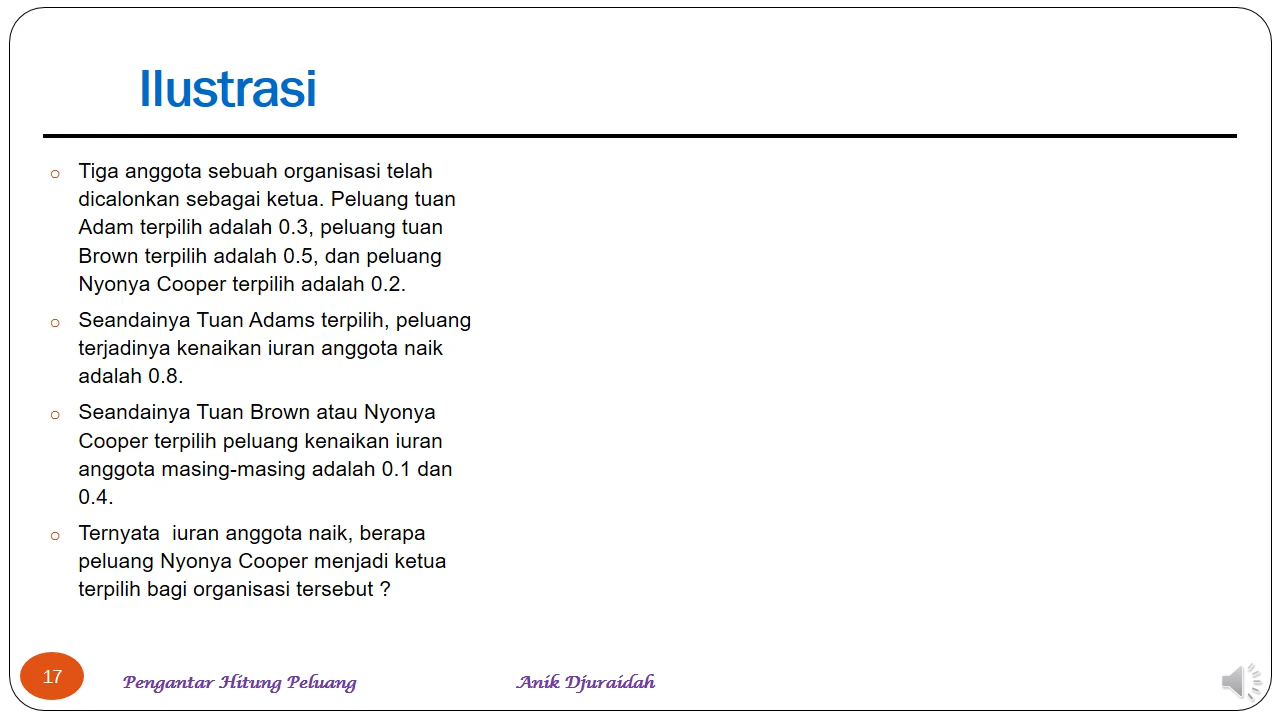 Ilustrasi
Tiga anggota sebuah organisasi telah
dicalonkan sebagai ketua. Peluang tuan
Adam terpilih adalah 0.3, peluang tuan
Brown terpilih adalah 0.5, dan peluang
Nyonya Cooper terpilih adalah 0.2.
Seandainya Tuan Adams terpilih, peluang
terjadinya kenaikan iuran anggota naik
adalah 0.8.
Seandainya Tuan Brown atau Nyonya
Cooper terpilih peluang kenaikan iuran
anggota masing-masing adalah 0.1 dan
0.4.
Ternyata  iuran anggota naik, berapa
peluang Nyonya Cooper menjadi ketua
terpilih bagi organisasi tersebut ?
17 Pengantar Hitung Peluang Anik Djuraidah